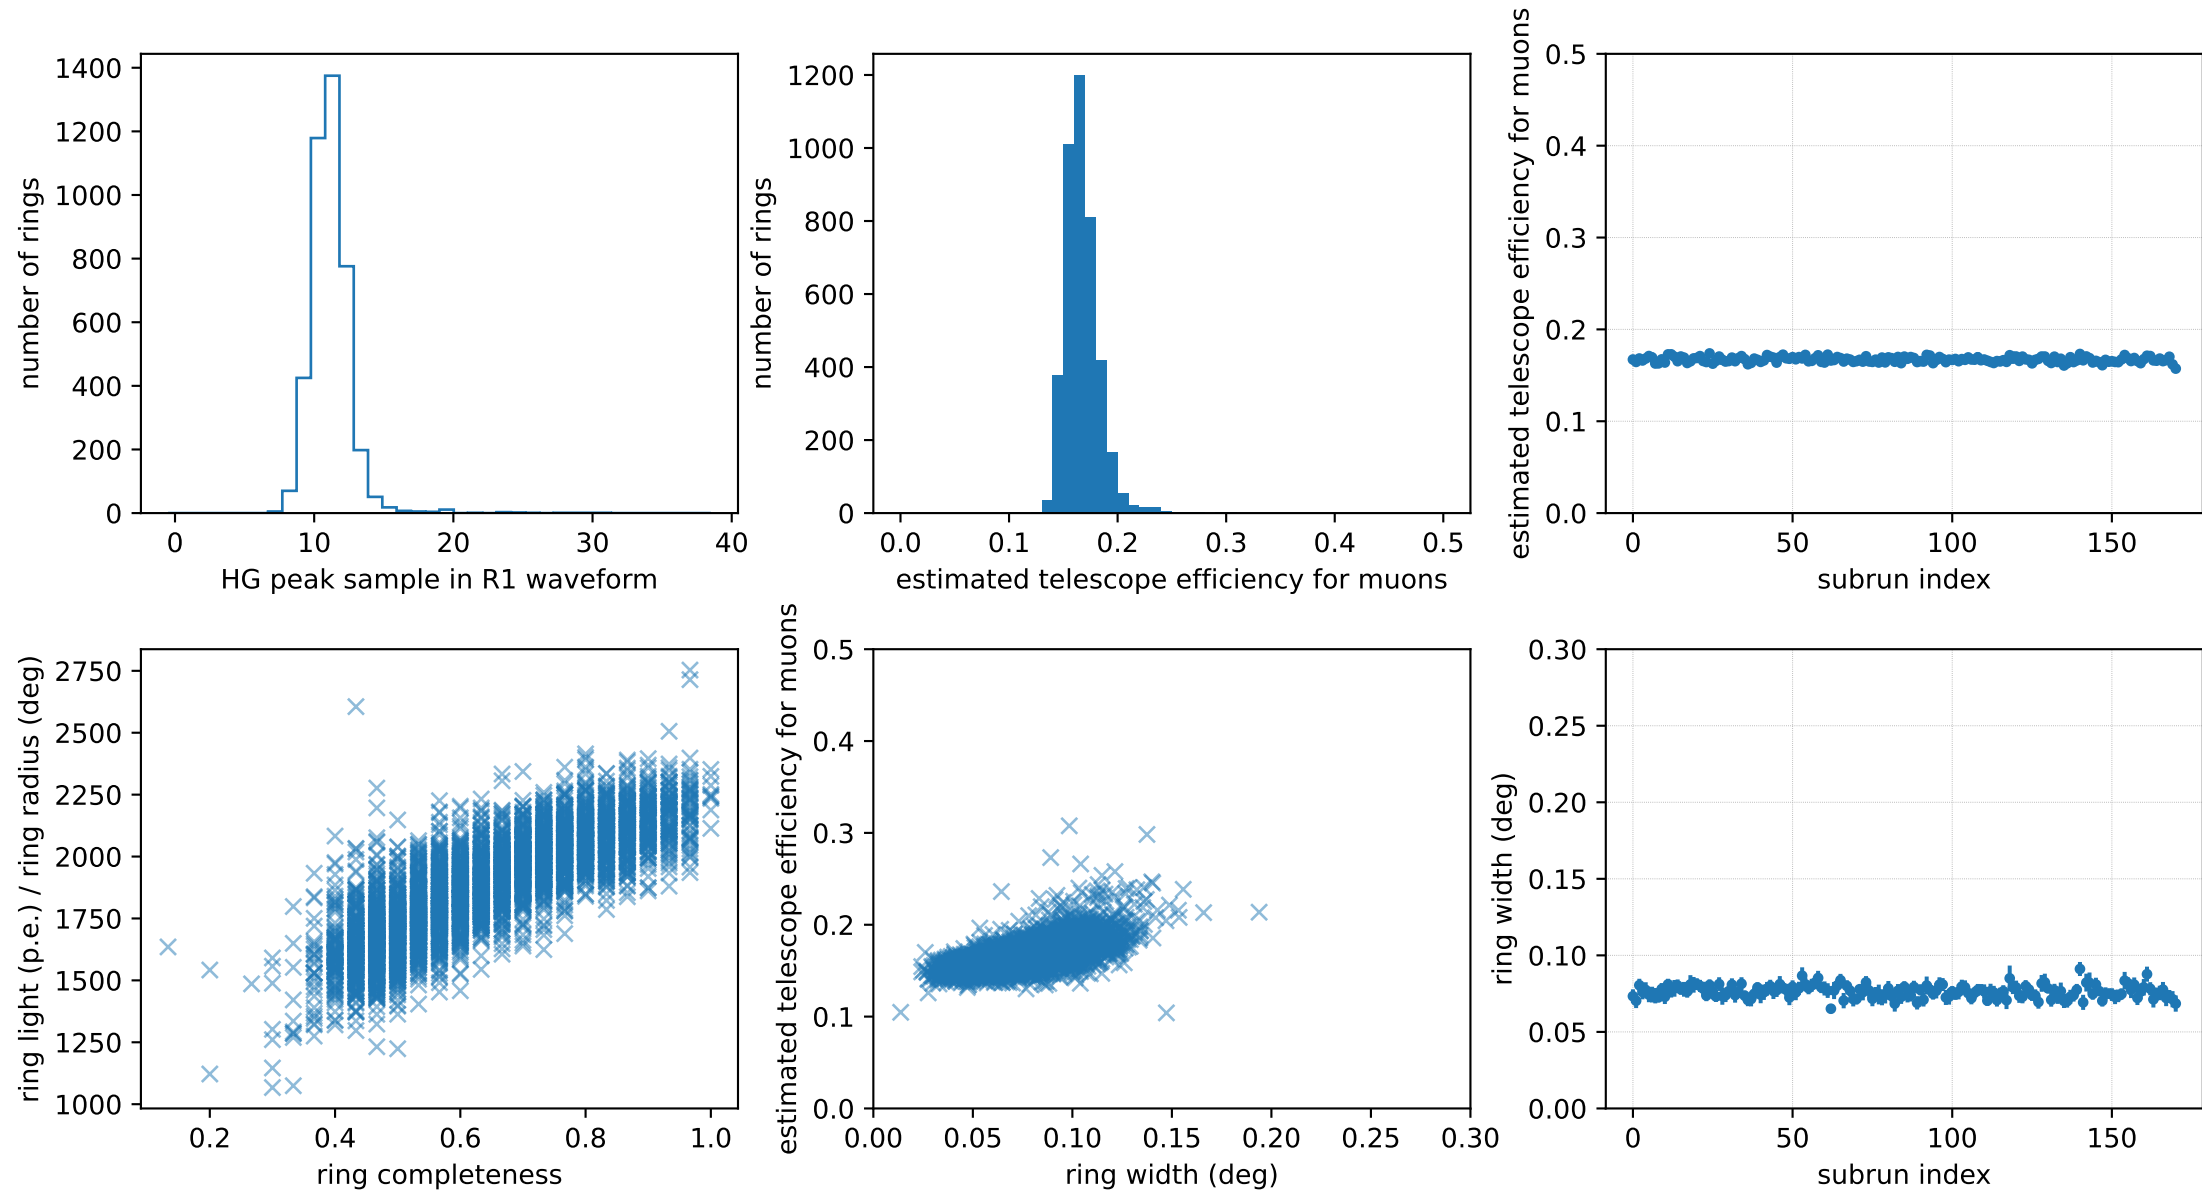 1400
1200
1000
800
600
400
200
0
number of rings
0 10 20 30 40
HG peak sample in R1 waveform
1200
1000
800
600
400
200
0
number of rings
0.0 0.1 0.2 0.3 0.4 0.5
estimated telescope efficiency for muons
0.5
0.4
0.3
0.2
0.1
0.0
estimated telescope efficiency for muons
0 50 100 150
subrun index
2750
2500
2250
2000
1750
1500
1250
1000
ring light (p.e.) / ring radius (deg)
0.2 0.4 0.6 0.8 1.0
ring completeness
0.5
0.4
0.3
0.2
0.1
0.0
estimated telescope efficiency for muons
0.00 0.05 0.10 0.15 0.20 0.25 0.30
ring width (deg)
0.30
0.25
0.20
0.15
0.10
0.05
0.00
ring width (deg)
0 50 100 150
subrun index